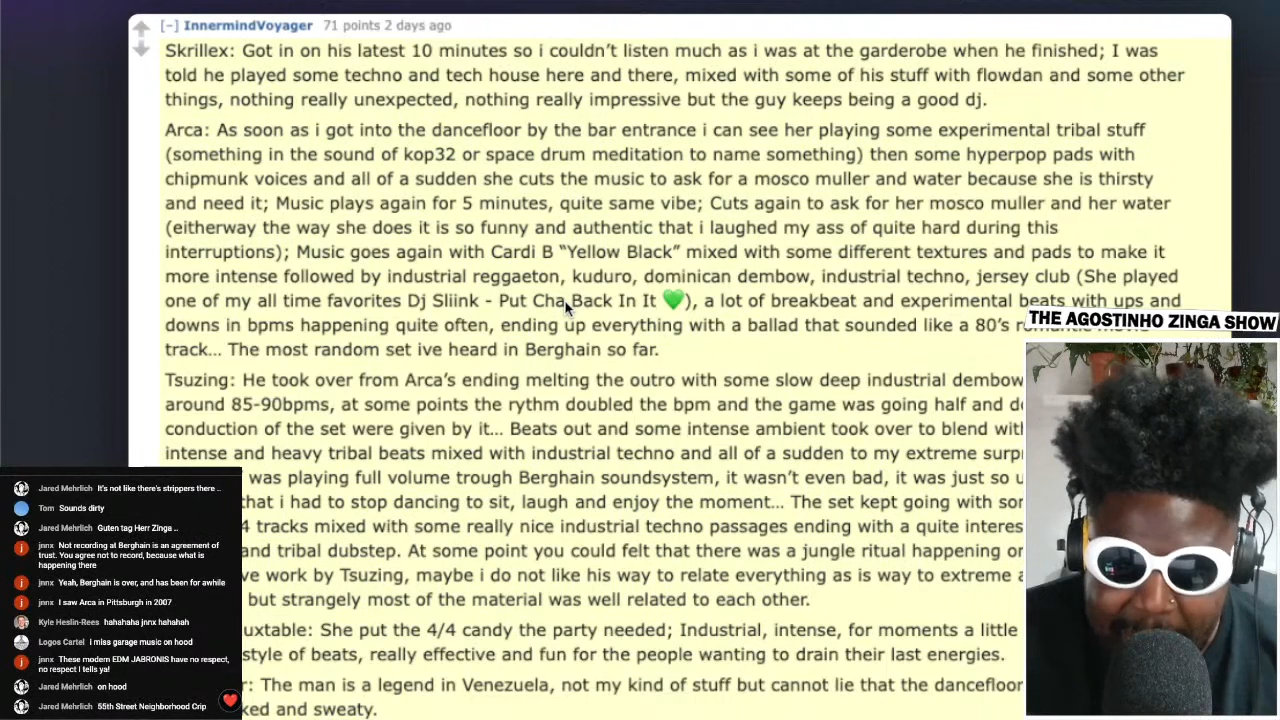 [-] InnermindVoyager 71 points 2 days ago
Skrillex: Got in on his latest 10 minutes so i couldn't listen much as i was at the garderobe when he finished; I was
told he played some techno and tech house here and there, mixed with some of his stuff with flowdan and some other
things, nothing really unexpected, nothing really impressive but the guy keeps being a good dj.
Arca: As soon as i got into the dancefloor by the bar entrance i can see her playing some experimental tribal stuff
(something in the sound of kop32 or space drum meditation to name something) then some hyperpop pads with
chipmunk voices and all of a sudden she cuts the music to ask for a mosco muller and water because she is thirsty
and need it; Music plays again for 5 minutes, quite same vibe; Cuts again to ask for her mosco muller and her water
(eitherway the way she does it is so funny and authentic that i laughed my ass of quite hard during this
interruptions); Music goes again with Cardi B “Yellow Black” mixed with some different textures and pads to make it
more intense followed by industrial reggaeton, kuduro, dominican dembow, industrial techno, jersey club (She played
one of my all time favorites Dj Sliink - Put Cha Back In It 💚), a lot of breakbeat and experimental beats with ups and
downs in bpms happening quite often, ending up everything with a ballad that sounded like a 80's
track... The most random set ive heard in Berghain so far.
Tsuzing: He took over from Arca's ending melting the outro with some slow deep industrial dembow
around 85-90bpms, at some points the rythm doubled the bpm and the game was going half and
conduction of the set were given by it... Beats out and some intense ambient took over to blend
intense and heavy tribal beats mixed with industrial techno and all of a sudden to my extreme
was playing full volume trough Berghain soundsystem, it wasn't even bad, it was just so
that i had to stop dancing to sit, laugh and enjoy the moment... The set kept going with
4 tracks mixed with some really nice industrial techno passages ending with a quite
and tribal dubstep. At some point you could felt that there was a jungle ritual happening
work by Tsuzing, maybe i do not like his way to relate everything as is way to extreme
but strangely most of the material was well related to each other.
uxtable: She put the 4/4 candy the party needed; Industrial, intense, for moments a little
style of beats, really effective and fun for the people wanting to drain their last energies.
The man is a legend in Venezuela, not my kind of stuff but cannot lie that the dancefloor
ked and sweaty.
THE AGOSTINHO ZINGA SHOW
Jared Mehrlich It's not like there's strippers there ..
Tom Sounds dirty
Jared Mehrlich Guten tag Herr Zinga ..
jnnx Not recording at Berghain is an agreement of
trust. You agree not to record, because what is
happening there
jnnx Yeah, Berghain is over, and has been for awhile
jnnx I saw Arca in Pittsburgh in 2007
Kyle Heslin-Rees hahahaha jnnx hahahah
Logos Cartel I miss garage music on hood
jnnx These modern EDM JABRONIS have no respect,
no respect I tells ya!
Jared Mehrlich on hood
Jared Mehrlich 55th Street Neighborhood Crip